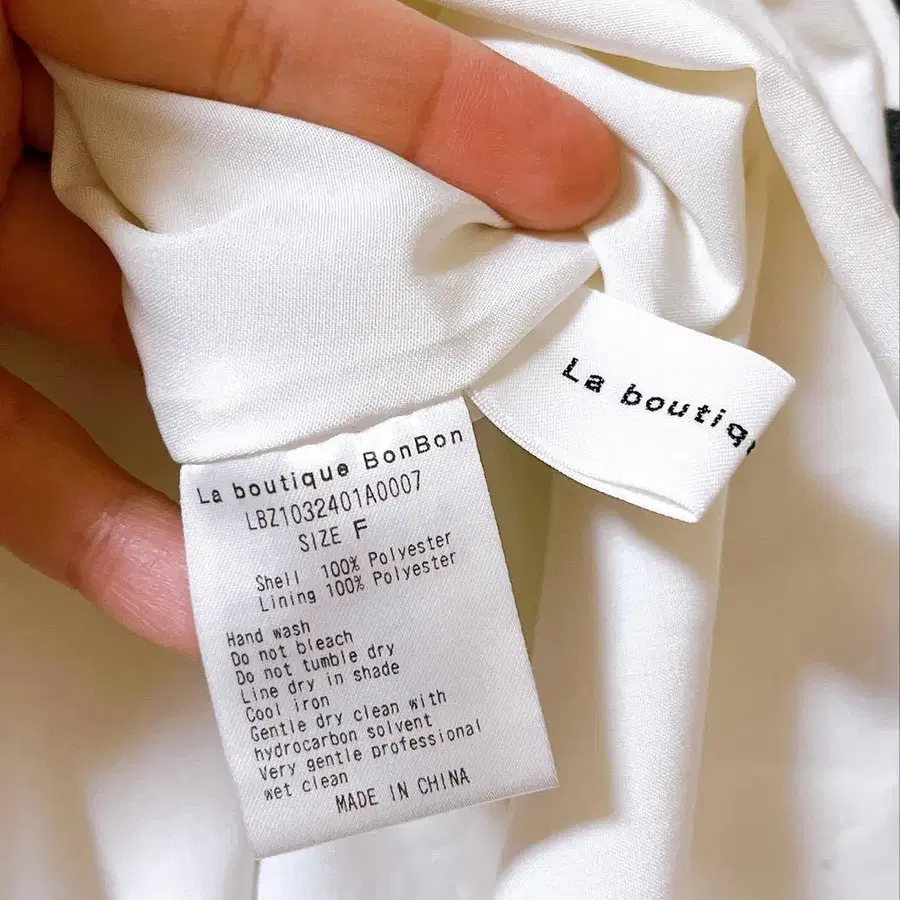 La boutique BonBon
LBZ1032401A0007
SIZE F
Shell 100% Polyester
Lining 100% Polyester
Hand wash
Do not bleach
Do not tumble dry
Line dry in shade
Cool iron
Gentle dry clean with
hydrocarbon solvent
Very gentle professional
wet clean
MADE IN CHINA
La boutiq